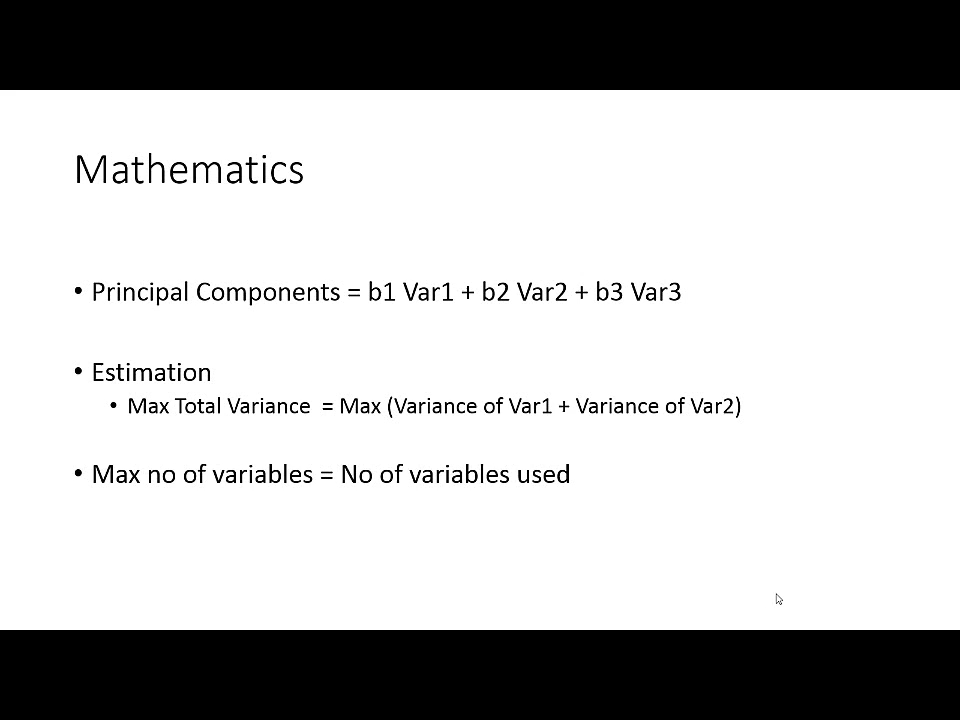 Mathematics
• Principal Components = b1 Var1 + b2 Var2 + b3 Var3
• Estimation
• Max Total Variance  = Max (Variance of Var1 + Variance of Var2)
• Max no of variables = No of variables used